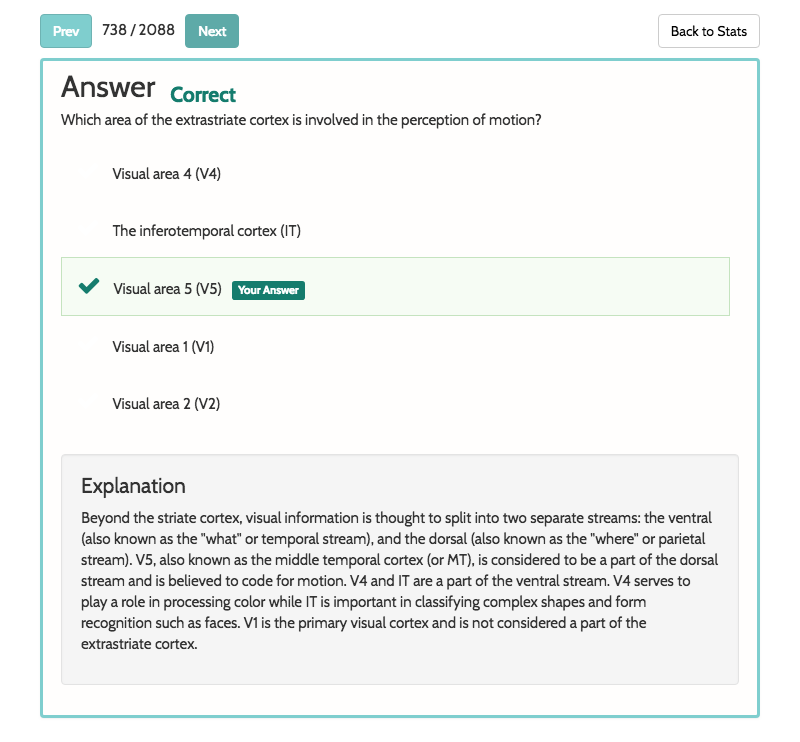 Prev 738 / 2088 Next Back to Stats
Answer Correct
Which area of the extrastriate cortex is involved in the perception of motion?
Visual area 4 (V4)
The inferotemporal cortex (IT)
Visual area 5 (V5) Your Answer
Visual area 1 (V1)
Visual area 2 (V2)
Explanation
Beyond the striate cortex, visual information is thought to split into two separate streams: the ventral
(also known as the "what" or temporal stream), and the dorsal (also known as the "where" or parietal
stream). V5, also known as the middle temporal cortex (or MT), is considered to be a part of the dorsal
stream and is believed to code for motion. V4 and IT are a part of the ventral stream. V4 serves to
play a role in processing color while IT is important in classifying complex shapes and form
recognition such as faces. V1 is the primary visual cortex and is not considered a part of the
extrastriate cortex.